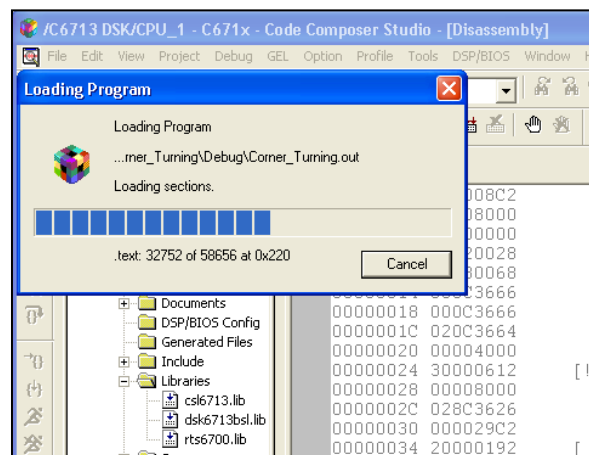 /C6713 DSK/CPU_1 - C671x - Code Composer Studio - [Disassembly]
File Edit View Project Debug GEL Option Profile Tools DSP/BIOS Window
Loading Program
Loading Program
...rner_Turning\Debug\Corner_Turning.out
Loading sections.
.text: 32752 of 58656 at 0x220
Cancel
008C2
08000
00000
20028
0068
000C3666
00000018 000C3666
0000001C 020C3664
00000020 00004000
00000024 30000612 [!
00000028 00008000
0000002C 028C3626
00000030 000029C2
00000034 20000192 [
Documents
DSP/BIOS Config
Generated Files
Include
Libraries
csl6713.lib
dsk6713bsl.lib
rts6700.lib